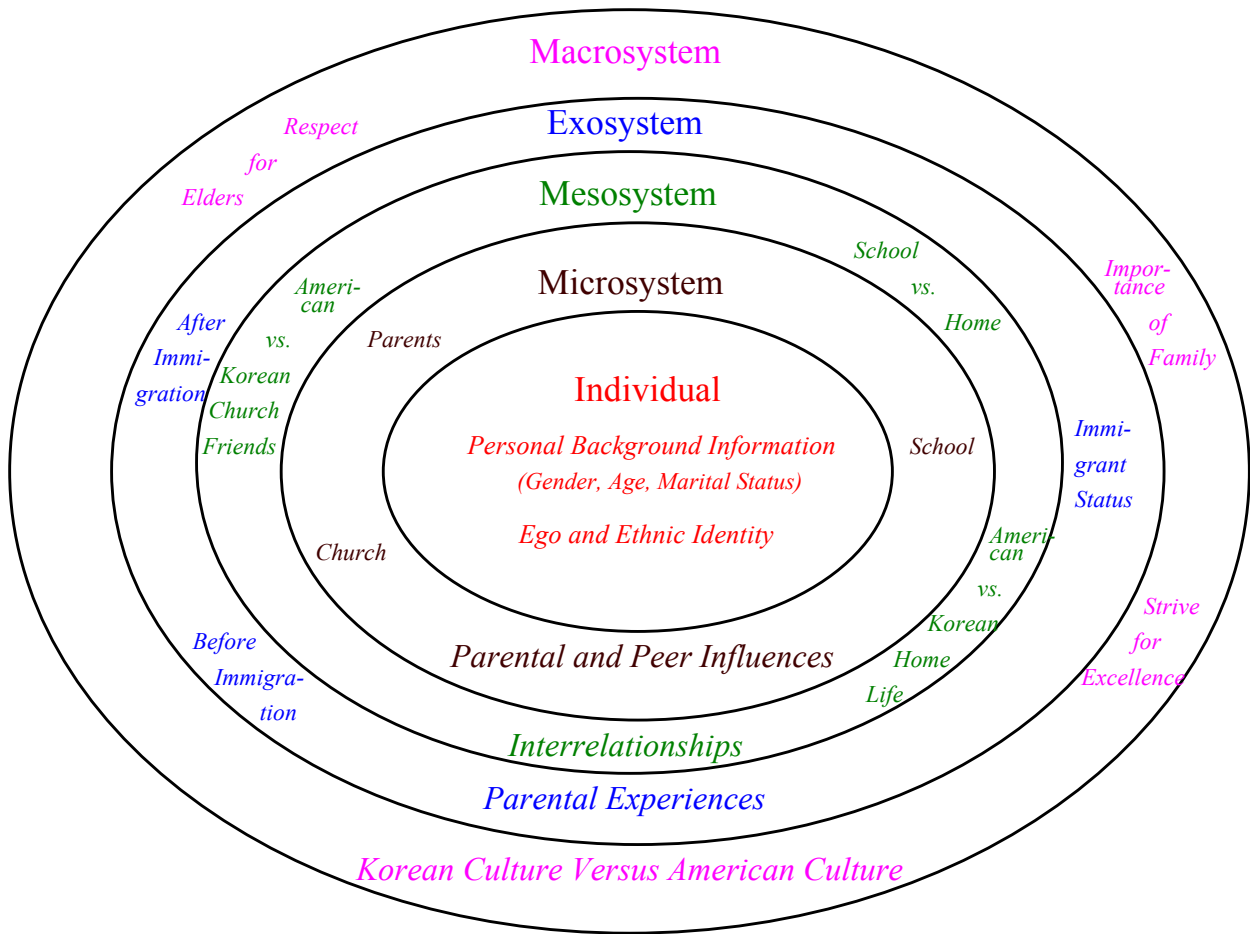 Macrosystem
Respect
for
Elders
Impor-
tance
of
Family
Strive
for
Excellence
Korean Culture Versus American Culture
Exosystem
After
Immi-
gration
Before
Immigra-
tion
Immi-
grant
Status
Parental Experiences
Mesosystem
Ameri-
can
vs.
Korean
Church
Friends
School
vs.
Home
Ameri-
can
vs.
Korean
Home
Life
Interrelationships
Microsystem
Parents
School
Church
Parental and Peer Influences
Individual
Personal Background Information
(Gender, Age, Marital Status)
Ego and Ethnic Identity